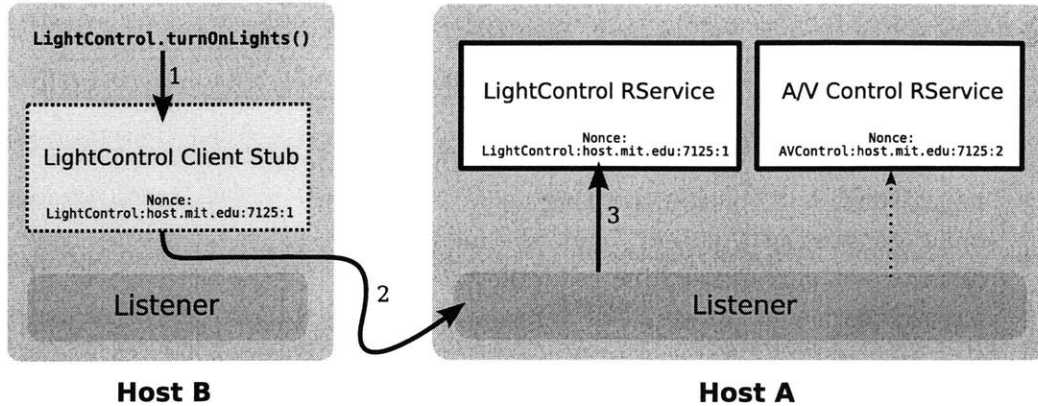 LightControl.turnOnLights()
1
LightControl Client Stub
Nonce:
LightControl:host.mit.edu:7125:1
Listener
2
Host B
LightControl RService
Nonce:
LightControl:host.mit.edu:7125:1
A/V Control RService
Nonce:
AVControl:host.mit.edu:7125:2
3
Listener
Host A